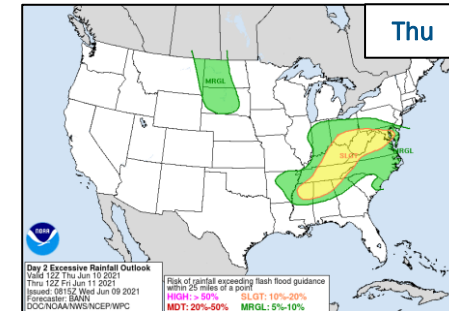 Thu
MRGL
SLGT
MRGL
NOAA
Day 2 Excessive Rainfall Outlook
Valid 12Z Thu Jun 10 2021
Thru 12Z Fri Jun 11 2021
Issued: 0815Z Wed Jun 09 2021
Forecaster: BANN
DOC/NOAA/NWS/NCEP/WPC
Risk of rainfall exceeding flash flood guidance
within 25 miles of a point
HIGH: > 50% SLGT: 10%-20%
MDT: 20%-50% MRGL: 5%-10%